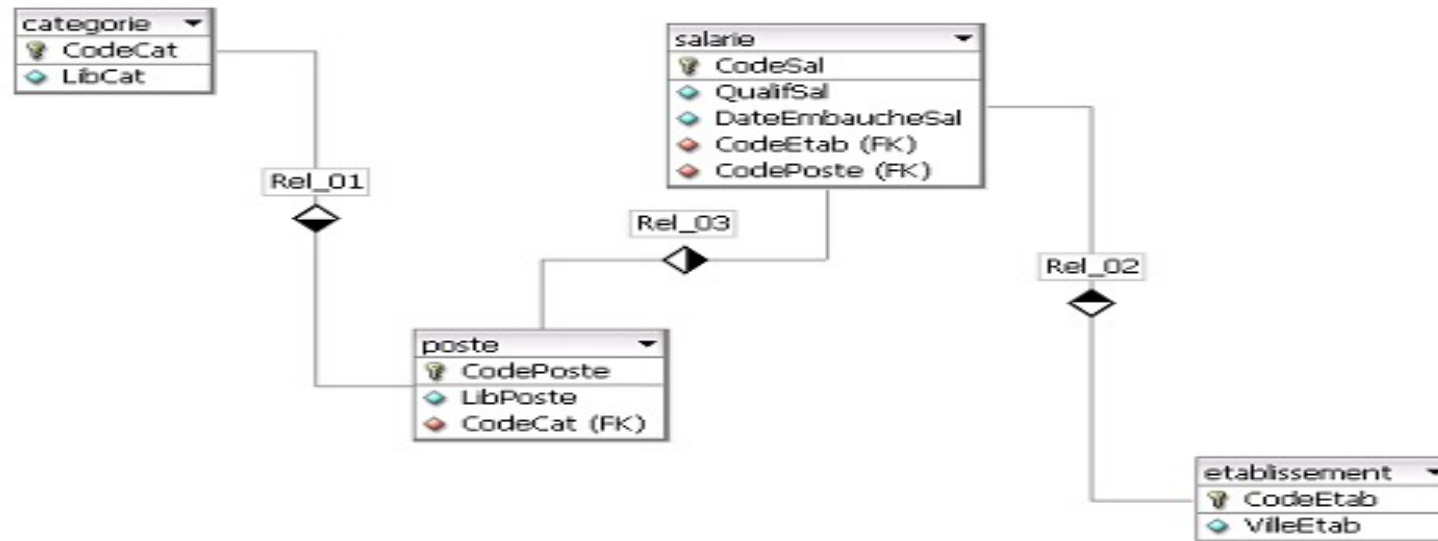 categorie
CodeCat
LibCat
salarie
CodeSal
QualifSal
DateEmbaucheSal
CodeEtab (FK)
CodePoste (FK)
Rel_01
Rel_03
Rel_02
poste
CodePoste
LibPoste
CodeCat (FK)
etablissement
CodeEtab
VilleEtab